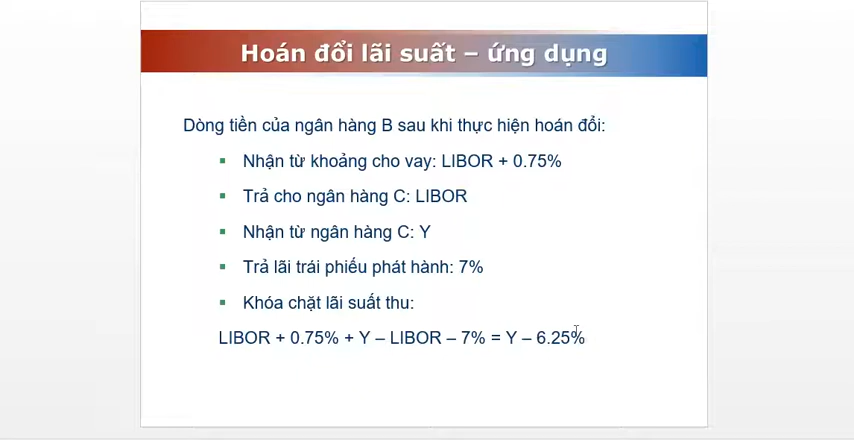 Hoán đổi lãi suất – ứng dụng
Dòng tiền của ngân hàng B sau khi thực hiện hoán đổi:
▪ Nhận từ khoảng cho vay: LIBOR + 0.75%
▪ Trả cho ngân hàng C: LIBOR
▪ Nhận từ ngân hàng C: Y
▪ Trả lãi trái phiếu phát hành: 7%
▪ Khóa chặt lãi suất thu:
LIBOR + 0.75% + Y – LIBOR – 7% = Y – 6.25%